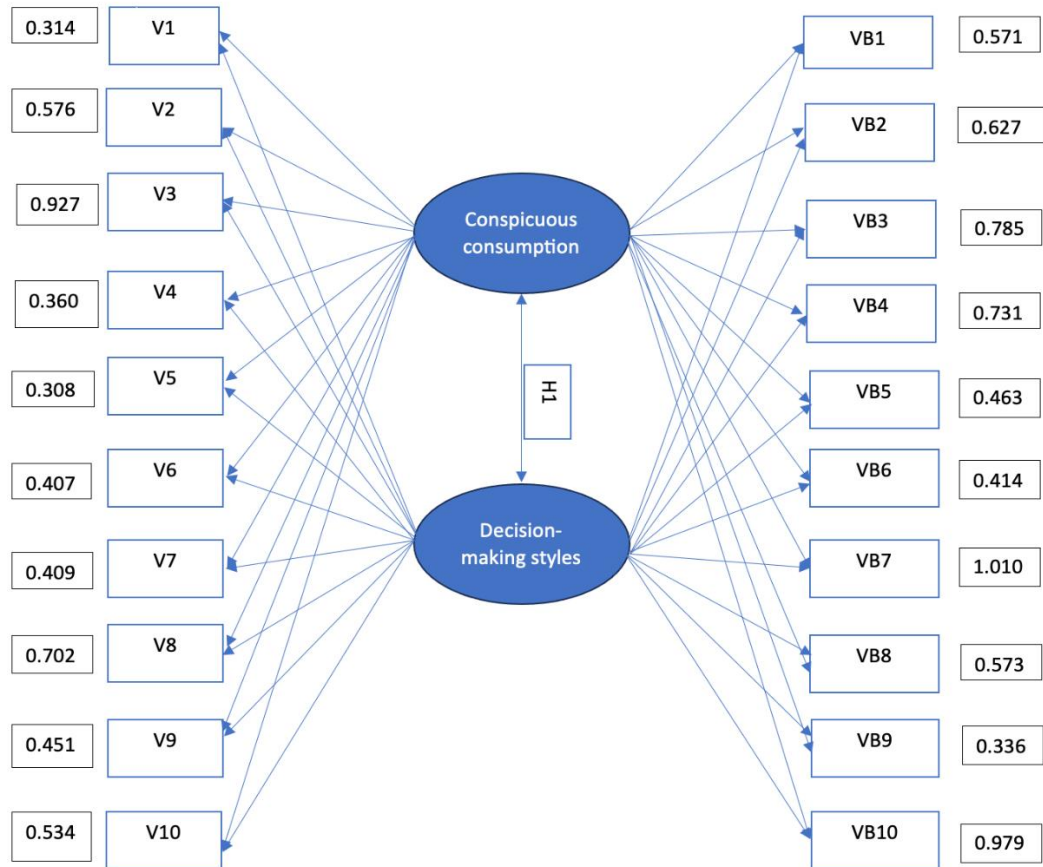 0.314
V1
VB1
0.571
0.576
V2
VB2
0.627
0.927
V3
Conspicuous
consumption
VB3
0.785
0.360
V4
VB4
0.731
0.308
V5
H1
VB5
0.463
0.407
V6
VB6
0.414
0.409
V7
Decision-
making styles
VB7
1.010
0.702
V8
VB8
0.573
0.451
V9
VB9
0.336
0.534
V10
VB10
0.979